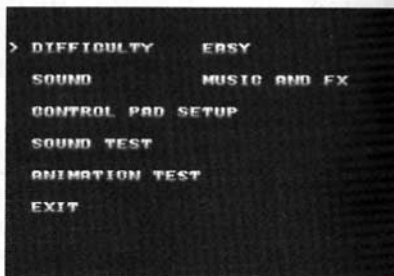 > DIFFICULTY EASY
SOUND MUSIC AND FX
CONTROL PAD SETUP
SOUND TEST
ANIMATION TEST
EXIT